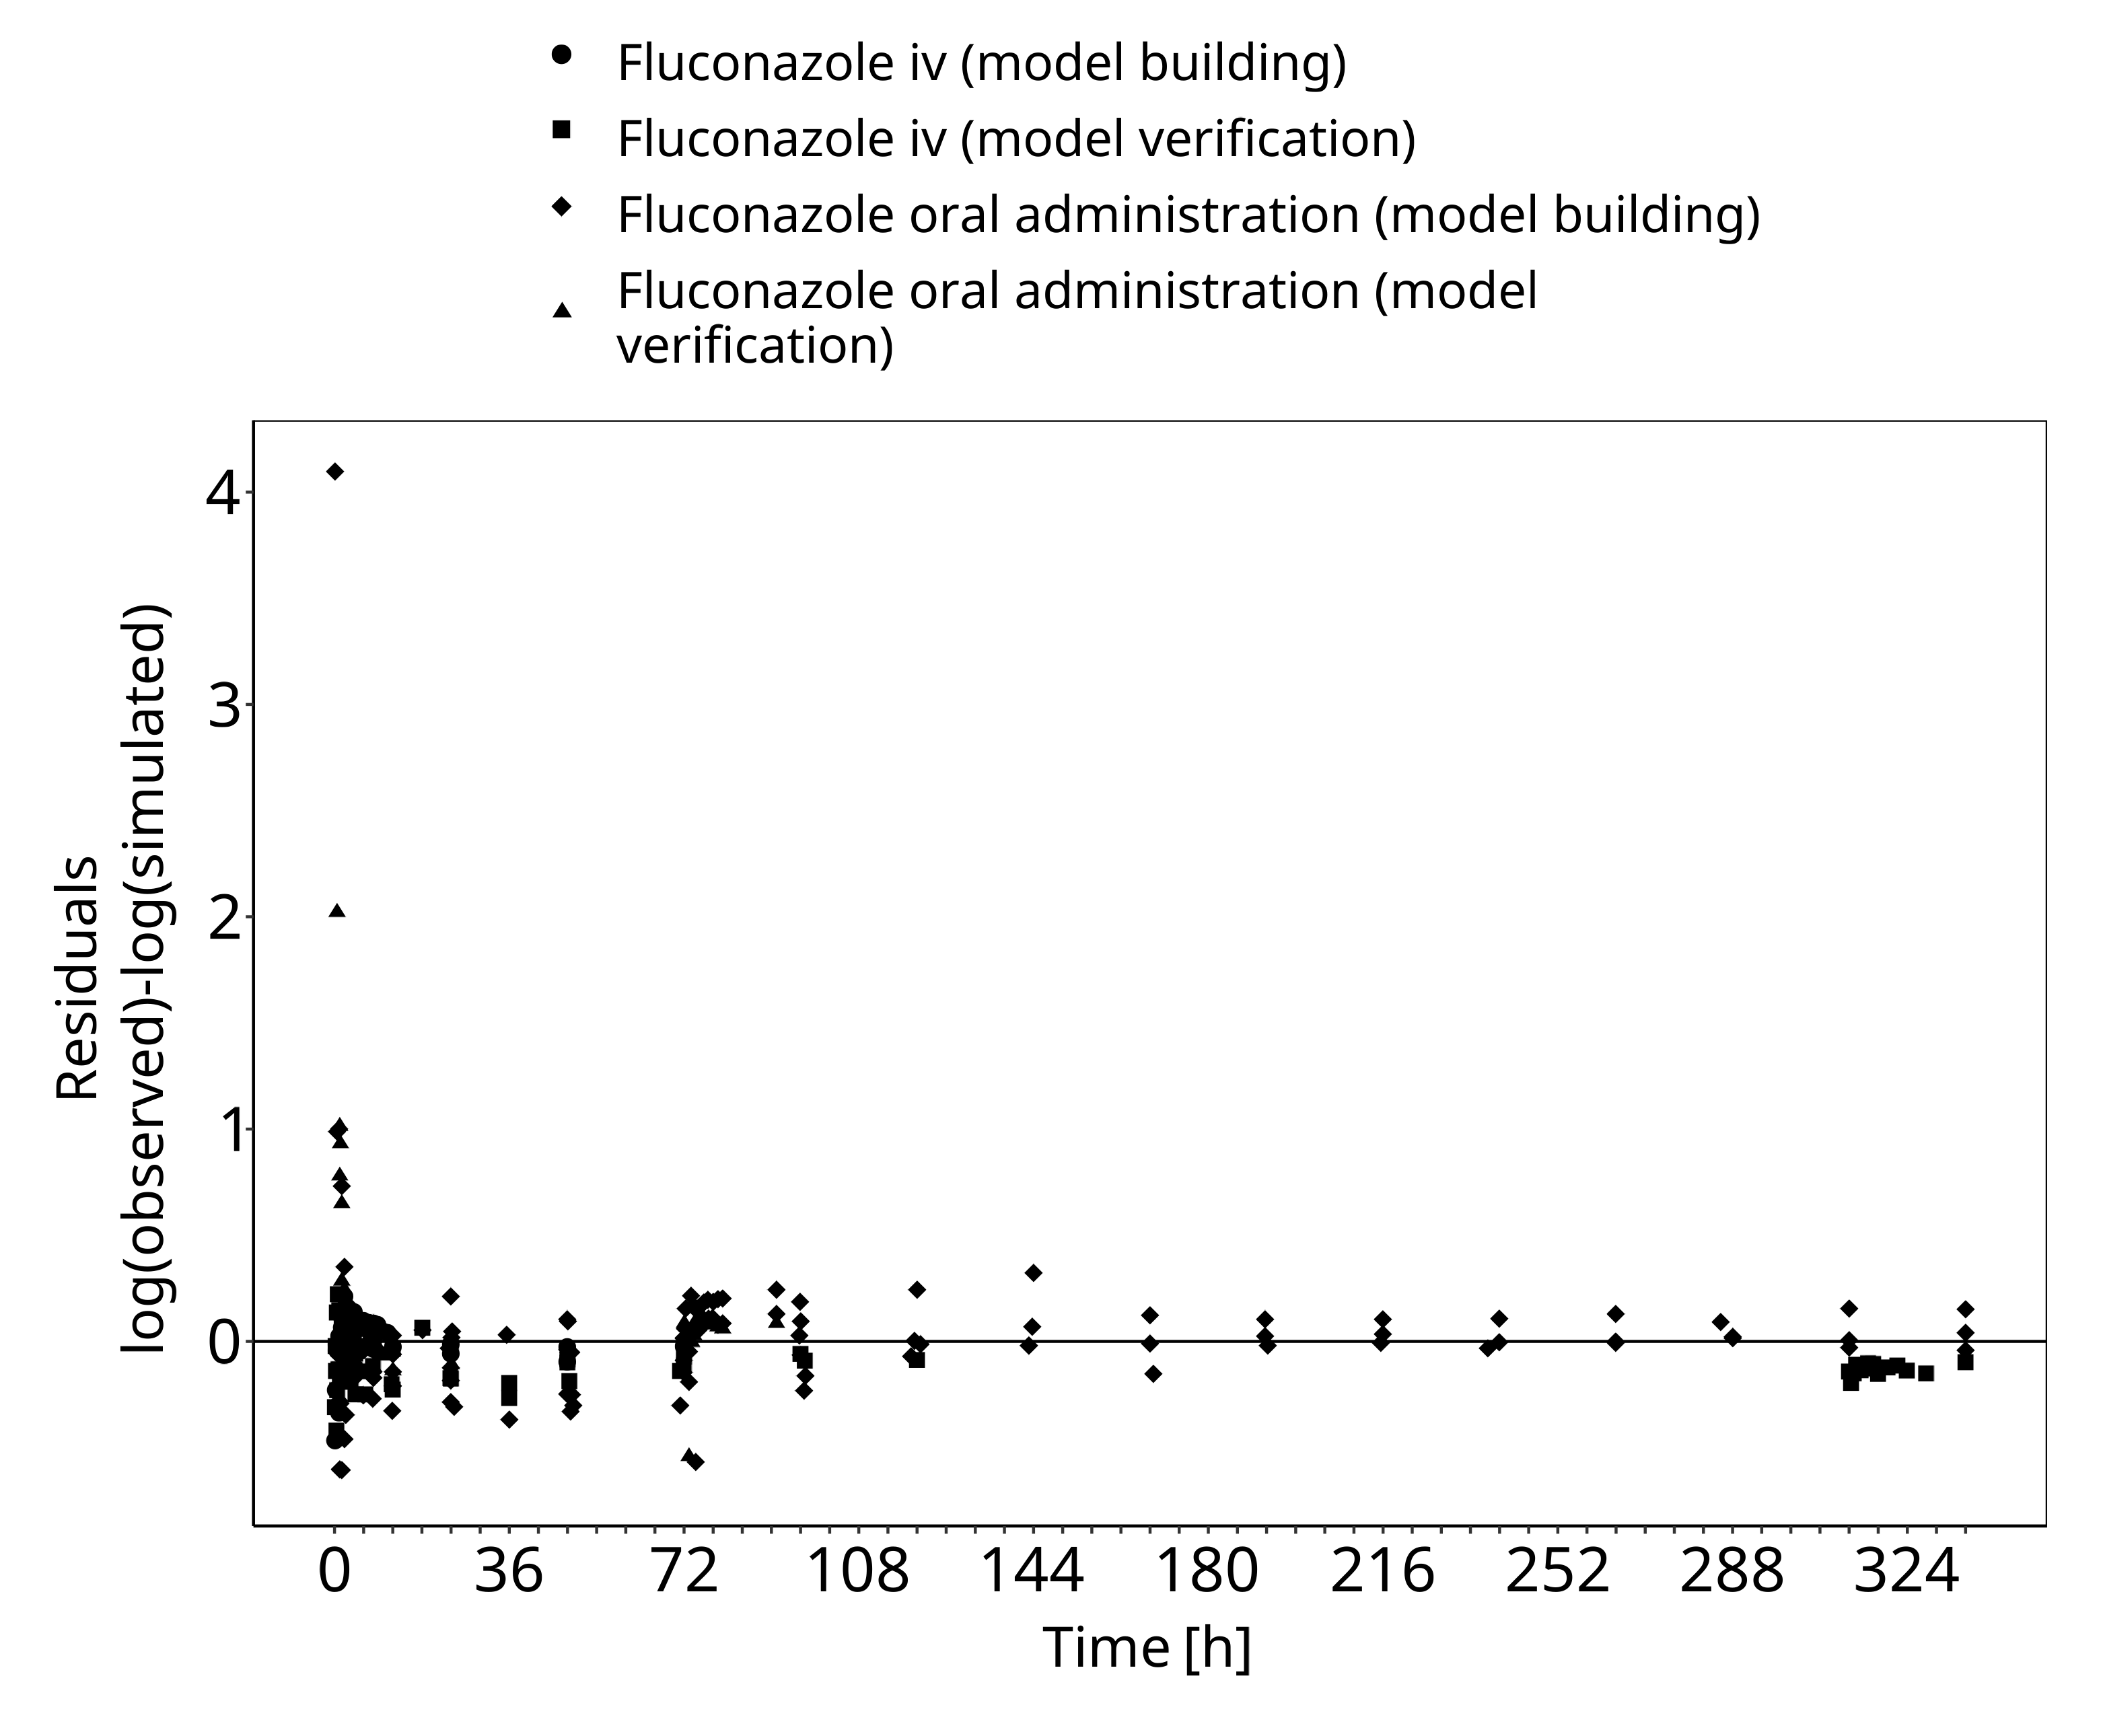 Fluconazole iv (model building)
Fluconazole iv (model verification)
Fluconazole oral administration (model building)
Fluconazole oral administration (model
verification)
Residuals
log(observed)-log(simulated)
4
3
2
1
0
0 36 72 108 144 180 216 252 288 324
Time [h]